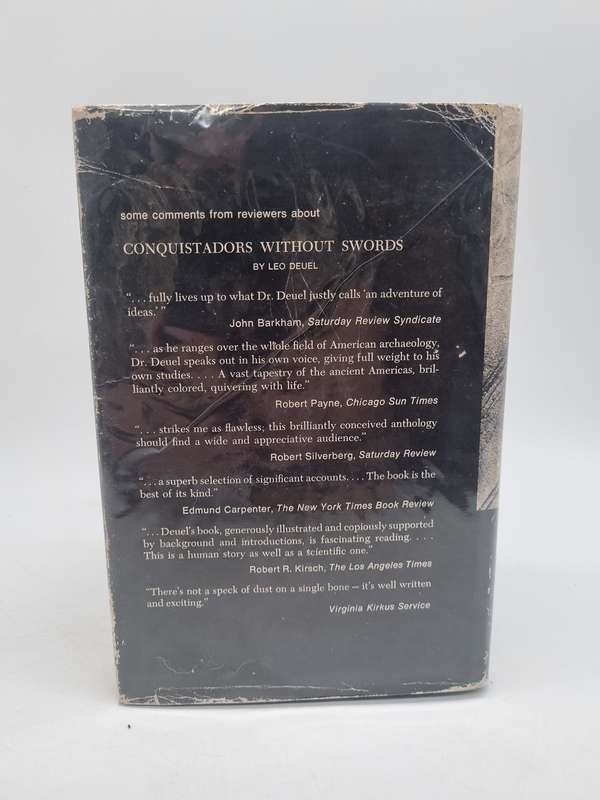 some comments from reviewers about
CONQUISTADORS WITHOUT SWORDS
BY LEO DEUEL
“. . . fully lives up to what Dr. Deuel justly calls ‘an adventure of
ideas.’ ”
John Barkham, Saturday Review Syndicate
“. . . as he ranges over the whole field of American archaeology,
Dr. Deuel speaks out in his own voice, giving full weight to his
own studies. . . . A vast tapestry of the ancient Americas, bril-
liantly colored, quivering with life.”
Robert Payne, Chicago Sun Times
“. . . strikes me as flawless; this brilliantly conceived anthology
should find a wide and appreciative audience.”
Robert Silverberg, Saturday Review
“. . . a superb selection of significant accounts. . . . The book is the
best of its kind.”
Edmund Carpenter, The New York Times Book Review
“. . . Deuel’s book, generously illustrated and copiously supported
by background and introductions, is fascinating reading. . . .
This is a human story as well as a scientific one.”
Robert R. Kirsch, The Los Angeles Times
“There’s not a speck of dust on a single bone — it’s well written
and exciting.”
Virginia Kirkus Service